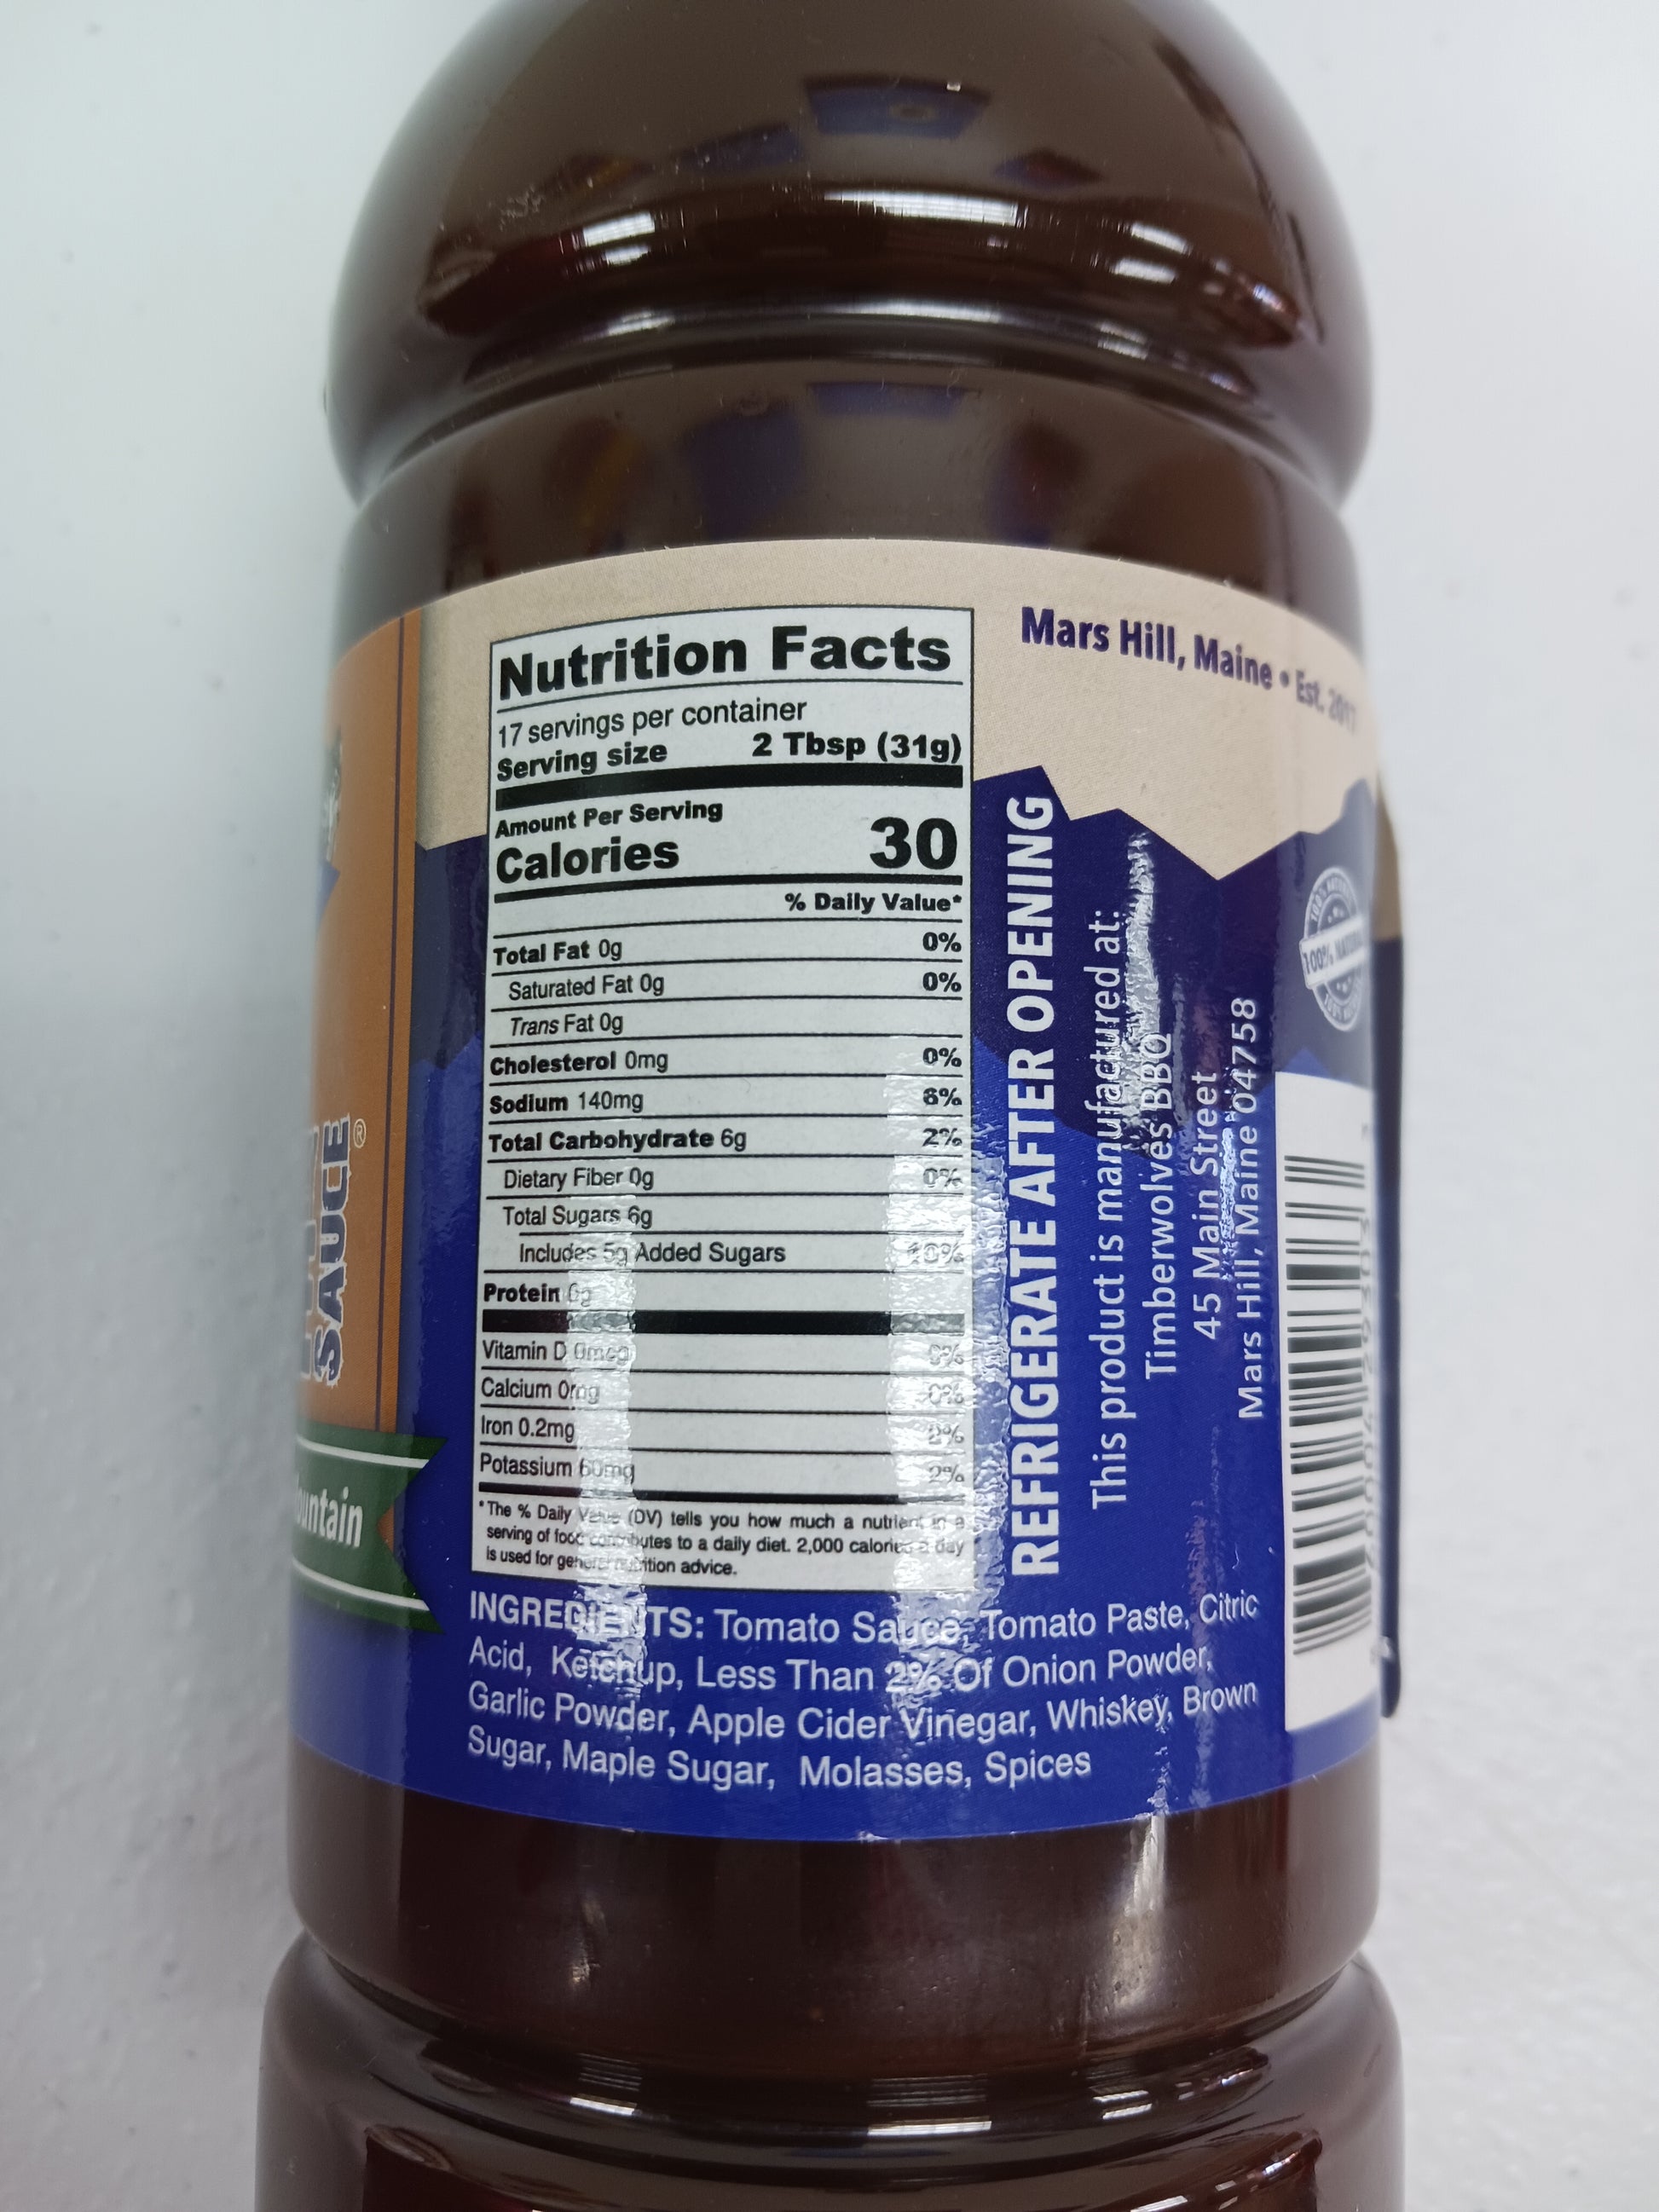 SAUCE®
ountain
Nutrition Facts
17 servings per container
Serving size 2 Tbsp (31g)
Amount Per Serving
Calories 30
% Daily Value*
Total Fat 0g 0%
Saturated Fat 0g 0%
Trans Fat 0g
Cholesterol 0mg 0%
Sodium 140mg 6%
Total Carbohydrate 6g 2%
Dietary Fiber 0g 0%
Total Sugars 6g
Includes 5g Added Sugars 10%
Protein 0g
Vitamin D 0mcg 0%
Calcium 0mg 0%
Iron 0.2mg 2%
Potassium 60mg 2%
*The % Daily Value (DV) tells you how much a nutrient in a
serving of food contributes to a daily diet. 2,000 calories a day
is used for general nutrition advice.
INGREDIENTS: Tomato Sauce, Tomato Paste, Citric
Acid, Ketchup, Less Than 2% Of Onion Powder,
Garlic Powder, Apple Cider Vinegar, Whiskey, Brown
Sugar, Maple Sugar, Molasses, Spices
Mars Hill, Maine • Est. 2017
REFRIGERATE AFTER OPENING
This product is manufactured at:
Timberwolves BBQ
45 Main Street
Mars Hill, Maine 04758
100% NATURAL